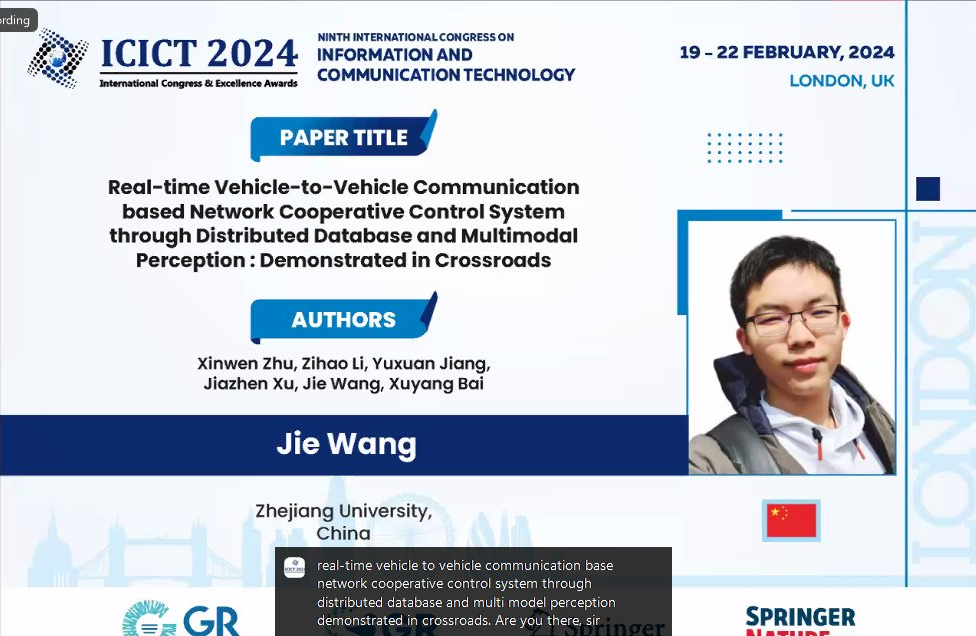 ording
ICICT 2024
International Congress & Excellence Awards
NINTH INTERNATIONAL CONGRESS ON
INFORMATION AND
COMMUNICATION TECHNOLOGY
19 - 22 FEBRUARY, 2024
LONDON, UK
PAPER TITLE
Real-time Vehicle-to-Vehicle Communication
based Network Cooperative Control System
through Distributed Database and Multimodal
Perception : Demonstrated in Crossroads
AUTHORS
Xinwen Zhu, Zihao Li, Yuxuan Jiang,
Jiazhen Xu, Jie Wang, Xuyang Bai
Jie Wang
Zhejiang University,
China
LONDON
real-time vehicle to vehicle communication base
network cooperative control system through
distributed database and multi model perception
demonstrated in crossroads. Are you there, sir
GR
GR
Springer
SPRINGER
NATURE